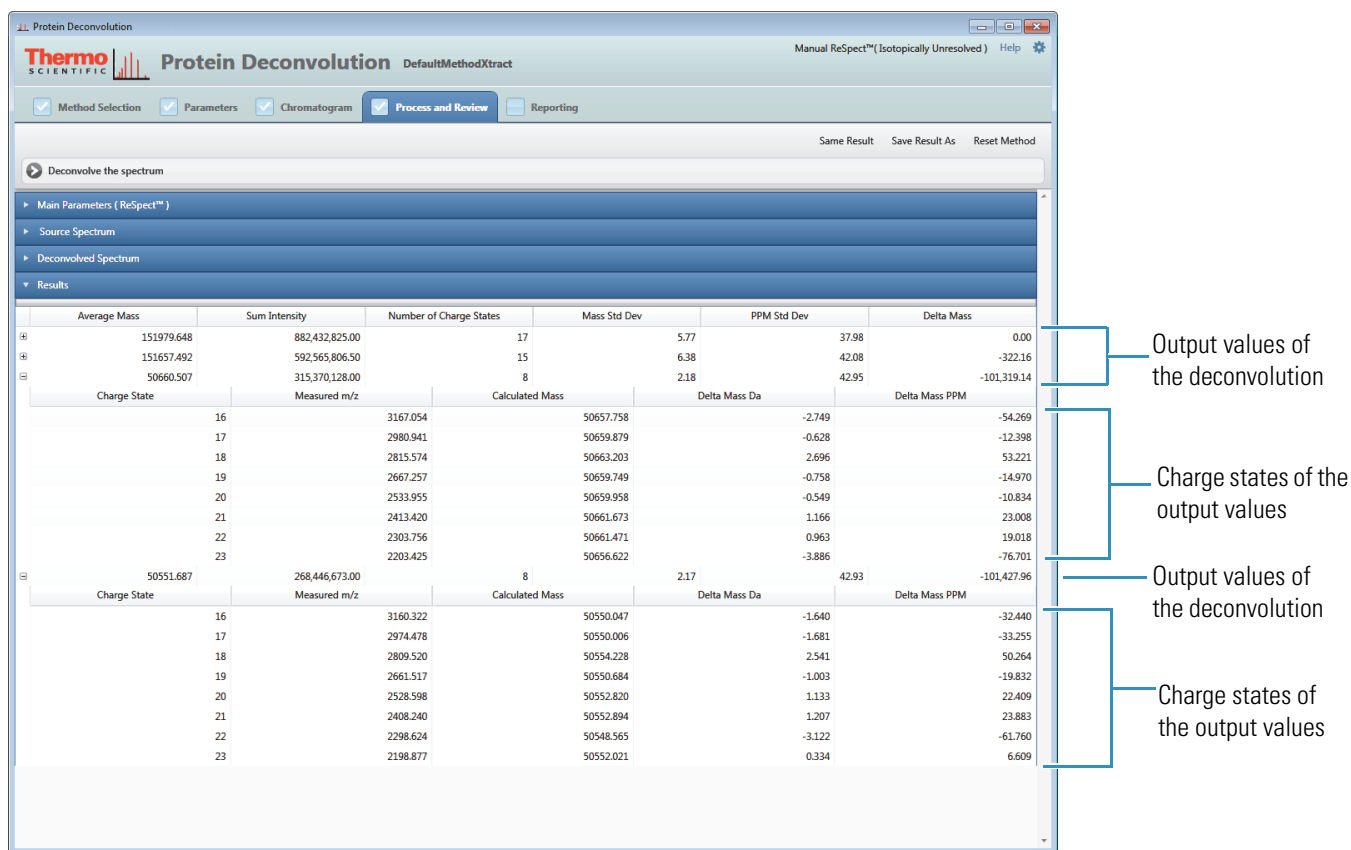 Protein Deconvolution
Thermo
SCIENTIFIC
Protein Deconvolution DefaultMethodXtract
Manual ReSpect™( Isotopically Unresolved ) Help
Method Selection Parameters Chromatogram Process and Review Reporting
Same Result Save Result As Reset Method
Deconvolve the spectrum
Main Parameters ( ReSpect™ )
Source Spectrum
Deconvolved Spectrum
Results
Average Mass Sum Intensity Number of Charge States Mass Std Dev PPM Std Dev Delta Mass
151979.648 882,432,825.00 17 5.77 37.98 0.00
151657.492 592,565,806.50 15 6.38 42.08 -322.16
50660.507 315,370,128.00 8 2.18 42.95 -101,319.14
Charge State Measured m/z Calculated Mass Delta Mass Da Delta Mass PPM
16 3167.054 50657.758 -2.749 -54.269
17 2980.941 50659.879 -0.628 -12.398
18 2815.574 50663.203 2.696 53.221
19 2667.257 50659.749 -0.758 -14.970
20 2533.955 50659.958 -0.549 -10.834
21 2413.420 50661.673 1.166 23.008
22 2303.756 50661.471 0.963 19.018
23 2203.425 50656.622 -3.886 -76.701
50551.687 268,446,673.00 8 2.17 42.93 -101,427.96
Charge State Measured m/z Calculated Mass Delta Mass Da Delta Mass PPM
16 3160.322 50550.047 -1.640 -32.440
17 2974.478 50550.006 -1.681 -33.255
18 2809.520 50554.228 2.541 50.264
19 2661.517 50550.684 -1.003 -19.832
20 2528.598 50552.820 1.133 22.409
21 2408.240 50552.894 1.207 23.883
22 2298.624 50548.565 -3.122 -61.760
23 2198.877 50552.021 0.334 6.609
Output values of
the deconvolution
Charge states of the
output values
Output values of
the deconvolution
Charge states of
the output values